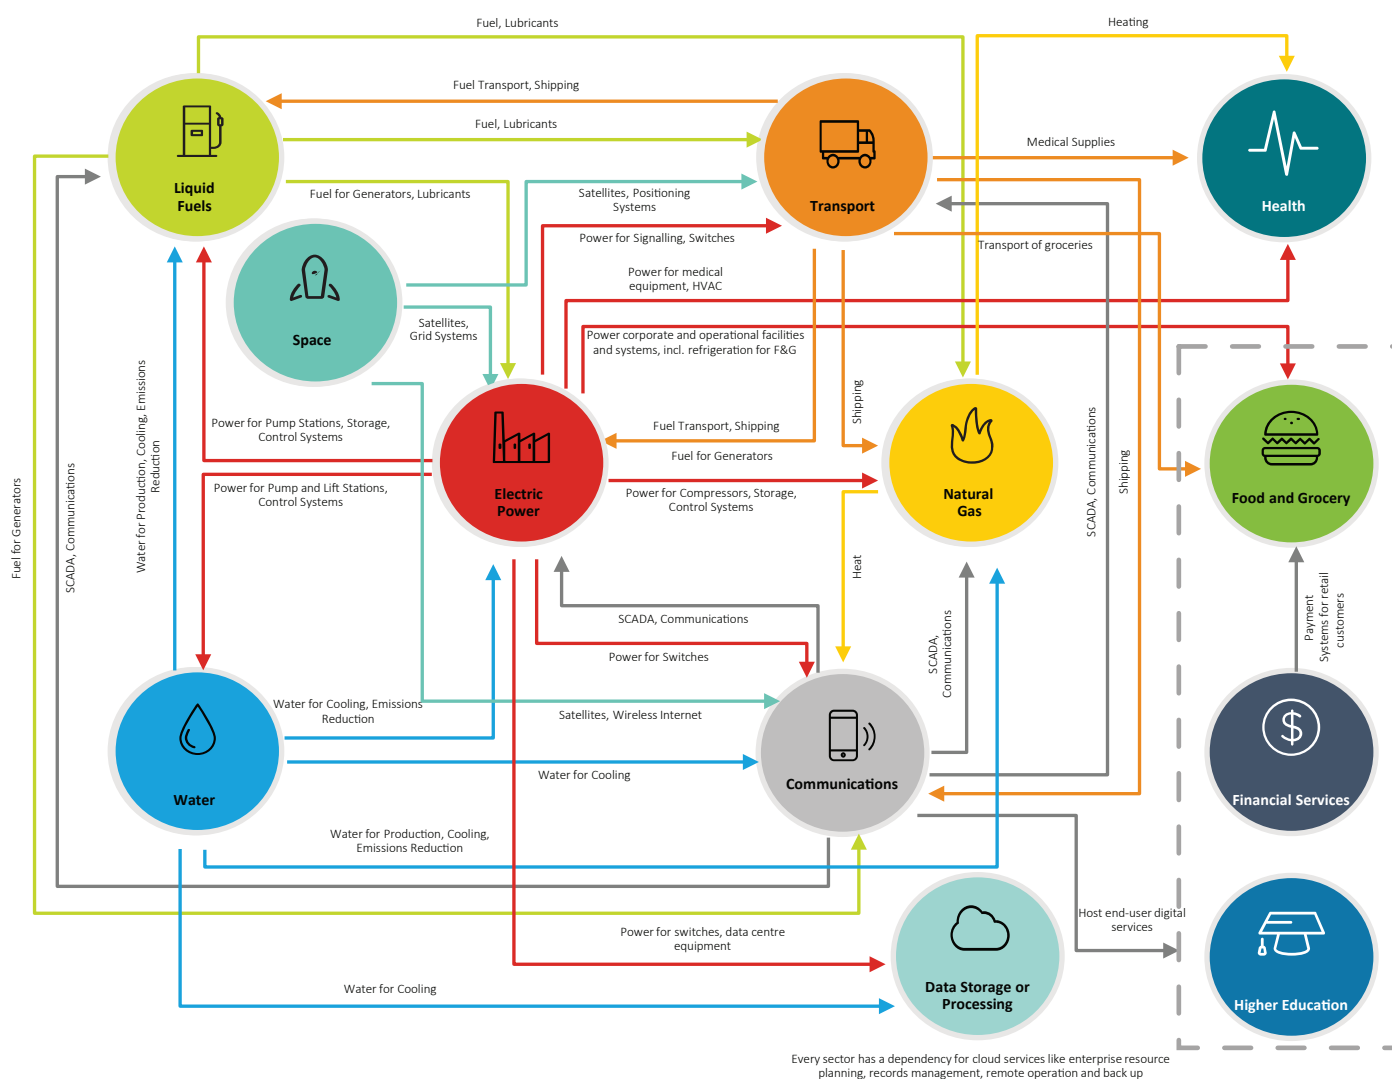 Fuel, Lubricants
Heating
Fuel Transport, Shipping
Fuel, Lubricants
Medical Supplies
Liquid
Fuels
Fuel for Generators, Lubricants
Satellites, Positioning
Systems
Transport
Health
Power for Signalling, Switches
Transport of groceries
Power for medical
equipment, HVAC
Space
Satellites,
Grid Systems
Power corporate and operational facilities
and systems, incl. refrigeration for F&G
Water for Production, Cooling, Emissions
Reduction
Power for Pump Stations, Storage,
Control Systems
Fuel Transport, Shipping
Shipping
Fuel for Generators
SCADA, Communications
Shipping
Power for Pump and Lift Stations,
Control Systems
Electric
Power
Power for Compressors, Storage,
Control Systems
Natural
Gas
Food and Grocery
Fuel for Generators
SCADA, Communications
Heat
SCADA, Communications
Power for Switches
SCADA,
Communications
Payment
Systems for retail
customers
Water for Cooling, Emissions
Reduction
Satellites, Wireless Internet
Water for Cooling
Communications
Water
Financial Services
Water for Production, Cooling,
Emissions Reduction
Host end-user digital
services
Power for switches, data centre
equipment
Water for Cooling
Data Storage or
Processing
Higher Education
Every sector has a dependency for cloud services like enterprise resource
planning, records management, remote operation and back up